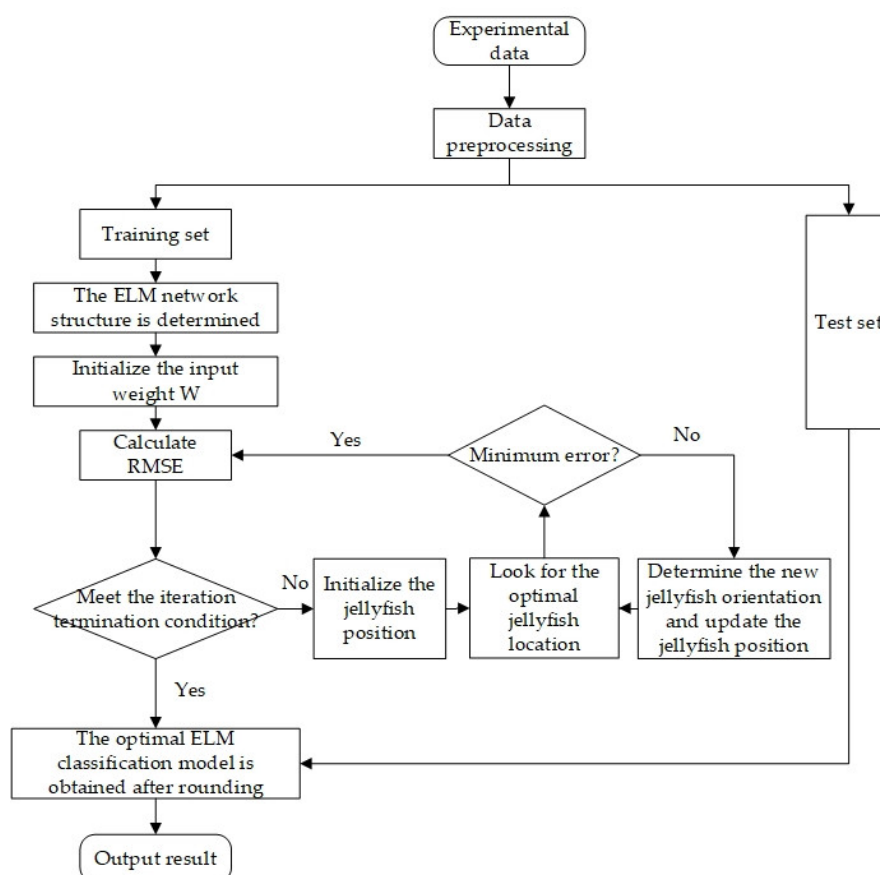 Experimental
data
Data
preprocessing
Training set
The ELM network
structure is determined
Test set
Initialize the input
weight W
Calculate
RMSE
Yes
Minimum error?
No
Meet the iteration
termination condition?
No
Initialize the
jellyfish
position
Look for the
optimal
jellyfish
location
Determine the new
jellyfish orientation
and update the
jellyfish position
Yes
The optimal ELM
classification model is
obtained after rounding
Output result